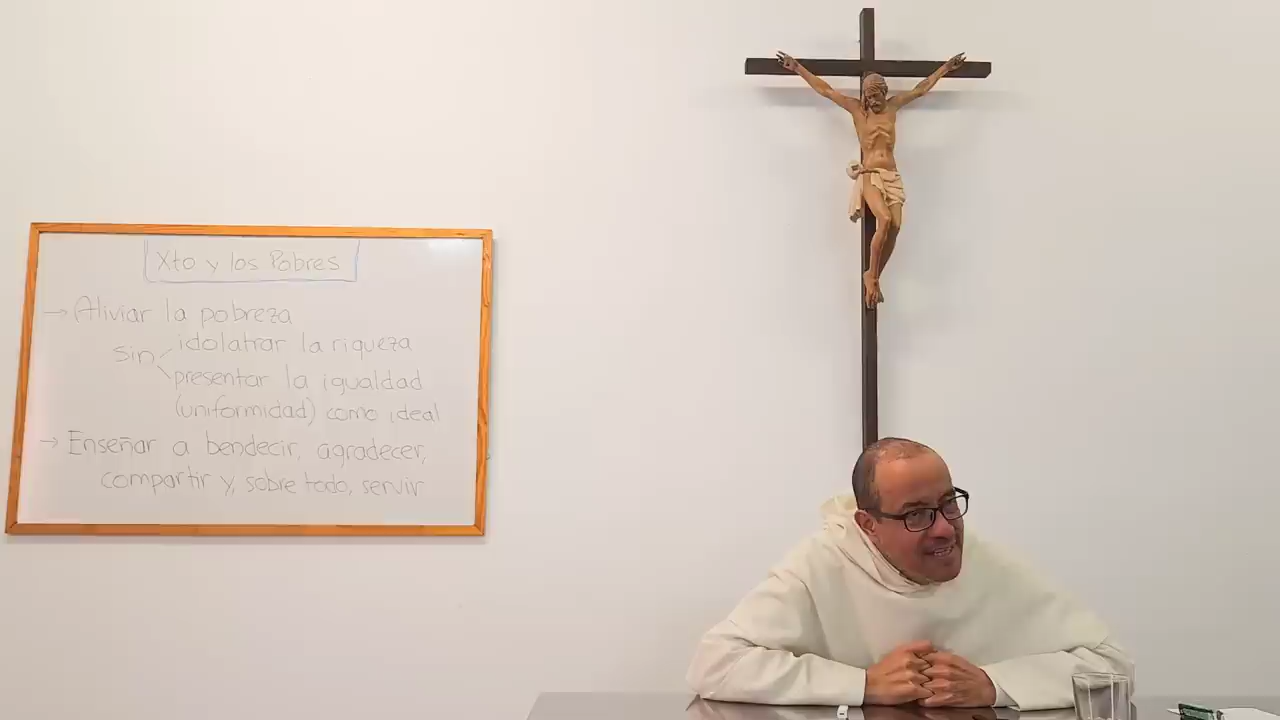 Xto y los Pobres
→ Aliviar la pobreza
sin idolatrar la riqueza
presentar la igualdad
(uniformidad) como ideal
→ Enseñar a bendecir, agradecer,
compartir y, sobre todo, servir